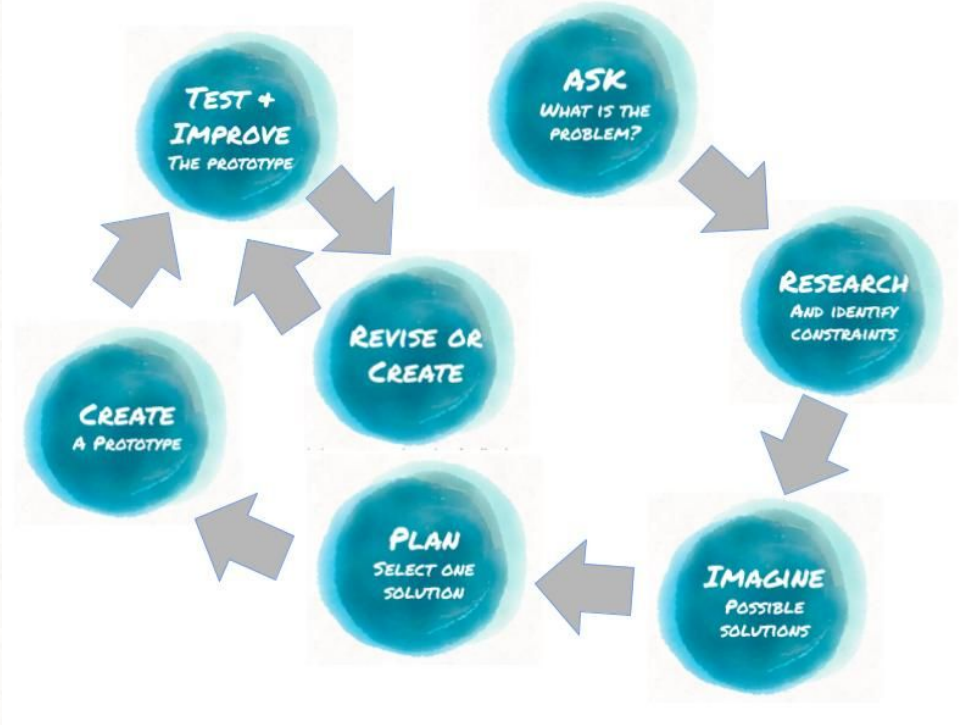 ASK
WHAT IS THE
PROBLEM?
RESEARCH
AND IDENTIFY
CONSTRAINTS
IMAGINE
POSSIBLE
SOLUTIONS
PLAN
SELECT ONE
SOLUTION
CREATE
A PROTOTYPE
TEST +
IMPROVE
THE PROTOTYPE
REVISE OR
CREATE